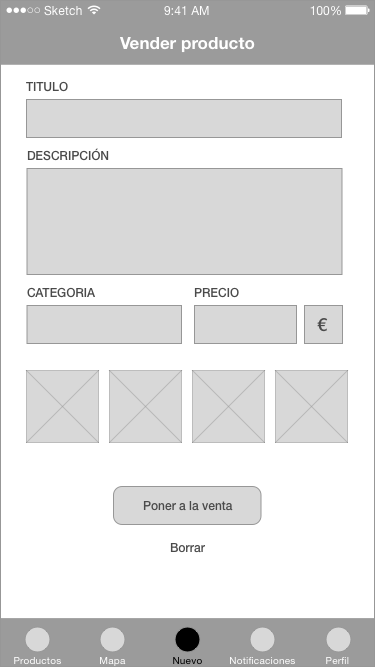 Sketch 9:41 AM 100%
Vender producto
TITULO
DESCRIPCIÓN
CATEGORIA PRECIO
€
Poner a la venta
Borrar
Productos Mapa Nuevo Notificaciones Perfil